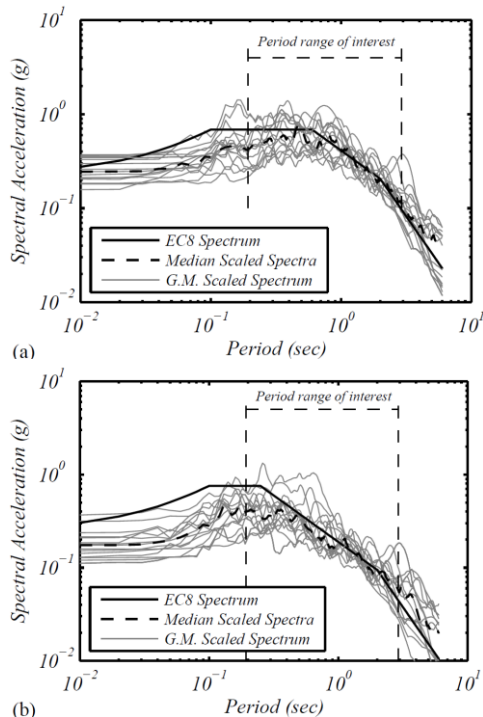 Period range of interest
Spectral Acceleration (g)
10^1
10^0
10^-1
10^-2
EC8 Spectrum
Median Scaled Spectra
G.M. Scaled Spectrum
10^-2
10^-1
10^0
10^1
Period (sec)
(a)
Period range of interest
Spectral Acceleration (g)
10^1
10^0
10^-1
10^-2
EC8 Spectrum
Median Scaled Spectra
G.M. Scaled Spectrum
10^-2
10^-1
10^0
10^1
Period (sec)
(b)